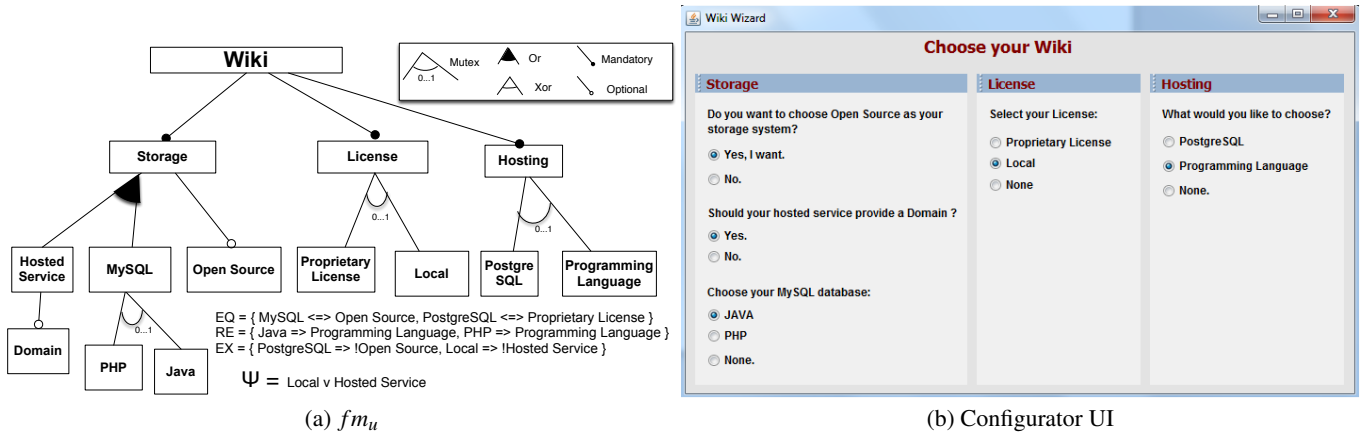 Wiki
Mutex
0...1
Or
Xor
Mandatory
Optional
Storage
License
Hosting
0...1
0...1
Hosted
Service
MySQL
Open Source
Proprietary
License
Local
Postgre
SQL
Programming
Language
0...1
Domain
PHP
Java
EQ = { MySQL <=> Open Source, PostgreSQL <=> Proprietary License }
RE = { Java => Programming Language, PHP => Programming Language }
EX = { PostgreSQL => !Open Source, Local => !Hosted Service }
Ψ = Local v Hosted Service
(a) fmᵤ
Wiki Wizard
Choose your Wiki
Storage
Do you want to choose Open Source as your
storage system?
Yes, I want.
No.
Should your hosted service provide a Domain ?
Yes.
No.
Choose your MySQL database:
JAVA
PHP
None.
License
Select your License:
Proprietary License
Local
None
Hosting
What would you like to choose?
PostgreSQL
Programming Language
None.
(b) Configurator UI